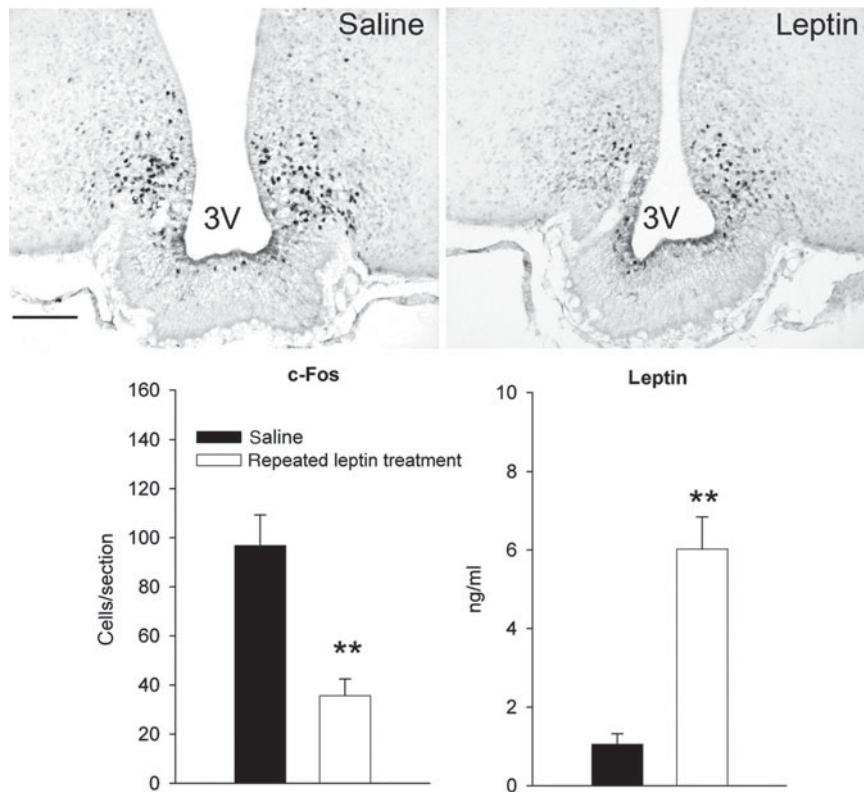 Saline
Leptin
3V
3V
c-Fos
160
140
120
100
80
60
40
20
0
Cells/section
Saline
Repeated leptin treatment
**
Leptin
10
8
6
4
2
0
ng/ml
**